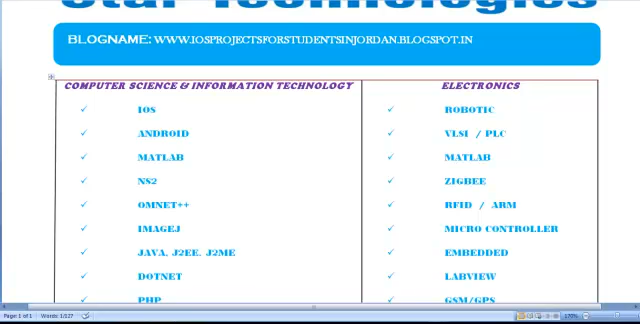 Star Technologies
BLOGNAME: WWW.IOSPROJECTSFORSTUDENTSINJORDAN.BLOGSPOT.IN
COMPUTER SCIENCE & INFORMATION TECHNOLOGY
ELECTRONICS
✓ IOS
✓ ROBOTIC
✓ ANDROID
✓ VLSI / PLC
✓ MATLAB
✓ MATLAB
✓ NS2
✓ ZIGBEE
✓ OMNET++
✓ RFID / ARM
✓ IMAGEJ
✓ MICRO CONTROLLER
✓ JAVA, J2EE, J2ME
✓ EMBEDDED
✓ DOTNET
✓ LABVIEW
✓ PHP
✓ GSM/GPS
Page: 1 of 1 Words: 1/127
170%